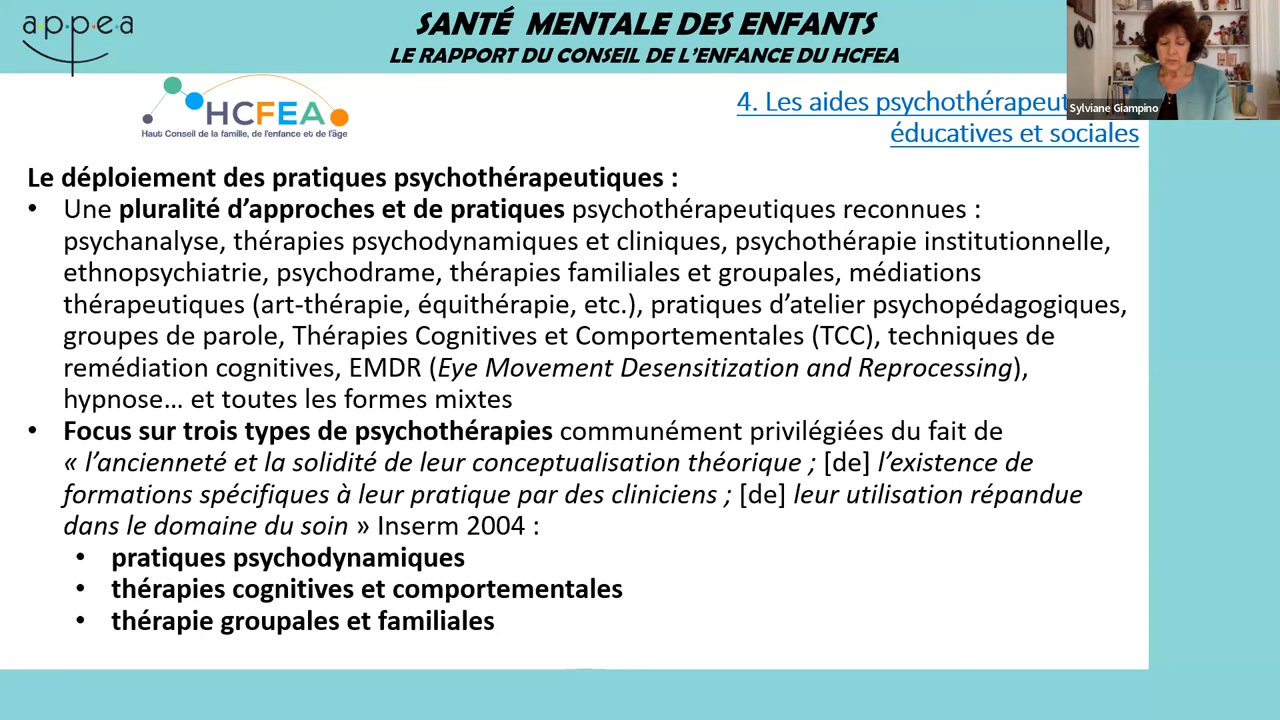 a·p·p·e·a
SANTÉ MENTALE DES ENFANTS
LE RAPPORT DU CONSEIL DE L'ENFANCE DU HCFEA
Sylviane Giampino
HCFEA
Haut Conseil de la famille, de l'enfance et de l'âge
4. Les aides psychothérapeut
éducatives et sociales
Le déploiement des pratiques psychothérapeutiques :
• Une pluralité d'approches et de pratiques psychothérapeutiques reconnues :
psychanalyse, thérapies psychodynamiques et cliniques, psychothérapie institutionnelle,
ethnopsychiatrie, psychodrame, thérapies familiales et groupales, médiations
thérapeutiques (art-thérapie, équithérapie, etc.), pratiques d'atelier psychopédagogiques,
groupes de parole, Thérapies Cognitives et Comportementales (TCC), techniques de
remédiation cognitives, EMDR (Eye Movement Desensitization and Reprocessing),
hypnose… et toutes les formes mixtes
• Focus sur trois types de psychothérapies communément privilégiées du fait de
« l'ancienneté et la solidité de leur conceptualisation théorique ; [de] l'existence de
formations spécifiques à leur pratique par des cliniciens ; [de] leur utilisation répandue
dans le domaine du soin » Inserm 2004 :
• pratiques psychodynamiques
• thérapies cognitives et comportementales
• thérapie groupales et familiales